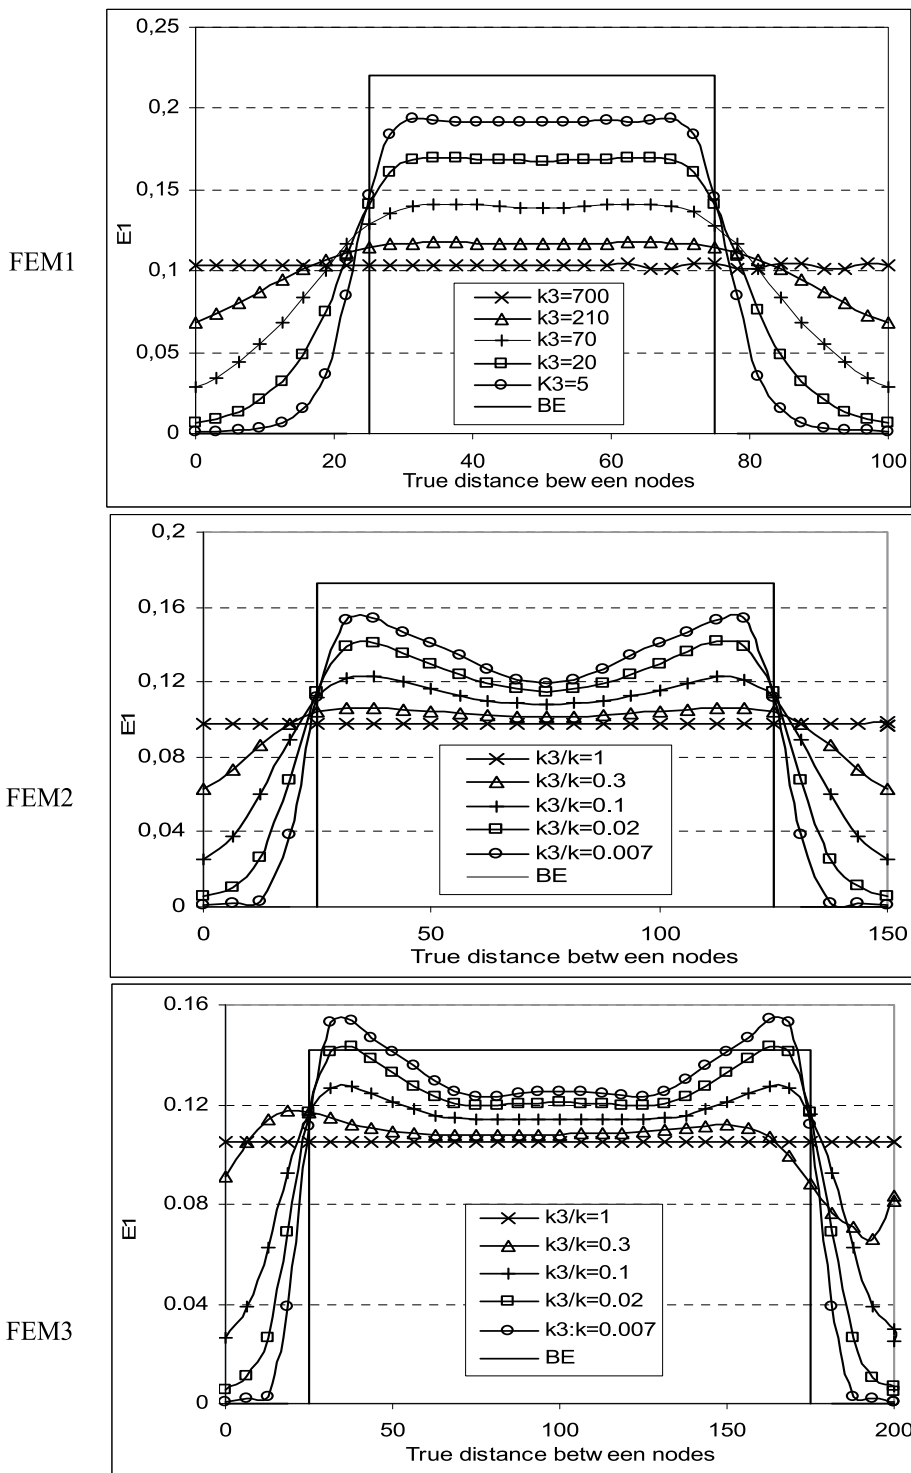 FEM1
E1
0,25
0,2
0,15
0,1
0,05
0
k3=700
k3=210
k3=70
k3=20
K3=5
BE
0 20 40 60 80 100
True distance bew een nodes
FEM2
E1
0,2
0,16
0,12
0,08
0,04
0
k3/k=1
k3/k=0.3
k3/k=0.1
k3/k=0.02
k3/k=0.007
BE
0 50 100 150
True distance betw een nodes
FEM3
E1
0.16
0.12
0.08
0.04
0
k3/k=1
k3/k=0.3
k3/k=0.1
k3/k=0.02
k3:k=0.007
BE
0 50 100 150 200
True distance betw een nodes